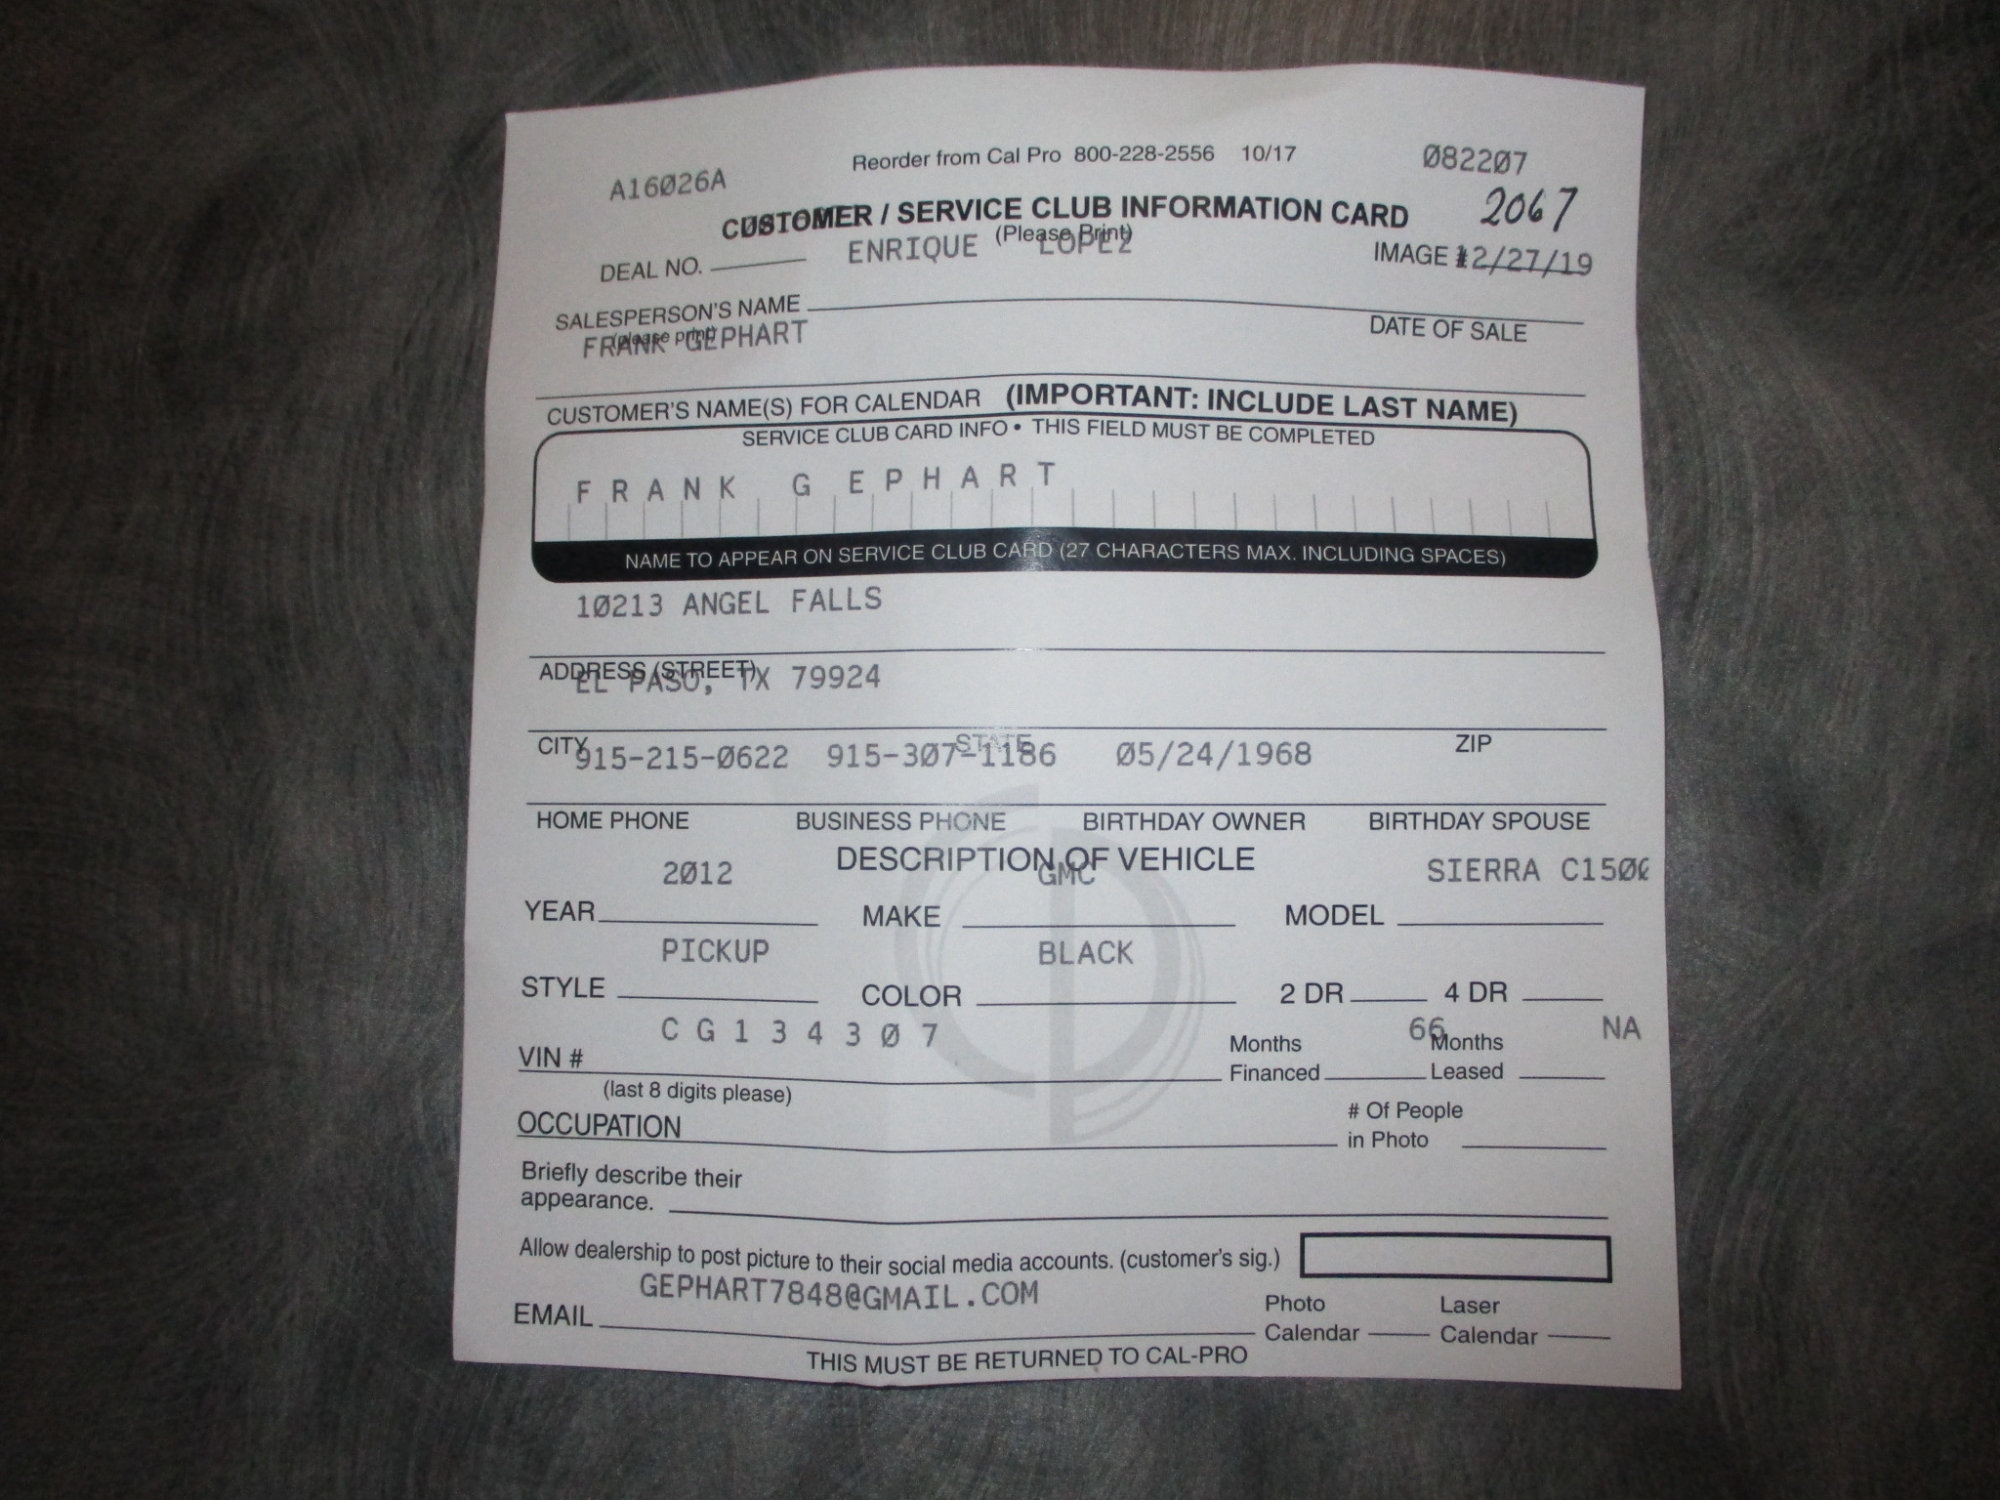 Reorder from Cal Pro 800-228-2556 10/17
A16026A 082207
CUSTOMER / SERVICE CLUB INFORMATION CARD 2067
(Please Print)
DEAL NO. ENRIQUE LOPEZ IMAGE # 12/27/19
SALESPERSON'S NAME DATE OF SALE
(please print)
FRANK GEPHART
CUSTOMER'S NAME(S) FOR CALENDAR (IMPORTANT: INCLUDE LAST NAME)
SERVICE CLUB CARD INFO • THIS FIELD MUST BE COMPLETED
FRANK GEPHART
NAME TO APPEAR ON SERVICE CLUB CARD (27 CHARACTERS MAX. INCLUDING SPACES)
10213 ANGEL FALLS
ADDRESS (STREET)
EL PASO, TX 79924
CITY STATE ZIP
915-215-0622 915-307-1186 05/24/1968
HOME PHONE BUSINESS PHONE BIRTHDAY OWNER BIRTHDAY SPOUSE
DESCRIPTION OF VEHICLE
2012 GMC SIERRA C1500
YEAR MAKE MODEL
PICKUP BLACK
STYLE COLOR 2 DR 4 DR
CG134307 66 NA
VIN # Months Financed Months Leased
(last 8 digits please)
OCCUPATION # Of People in Photo
Briefly describe their
appearance.
Allow dealership to post picture to their social media accounts. (customer's sig.)
GEPHART7848@GMAIL.COM
EMAIL Photo Calendar Laser Calendar
THIS MUST BE RETURNED TO CAL-PRO